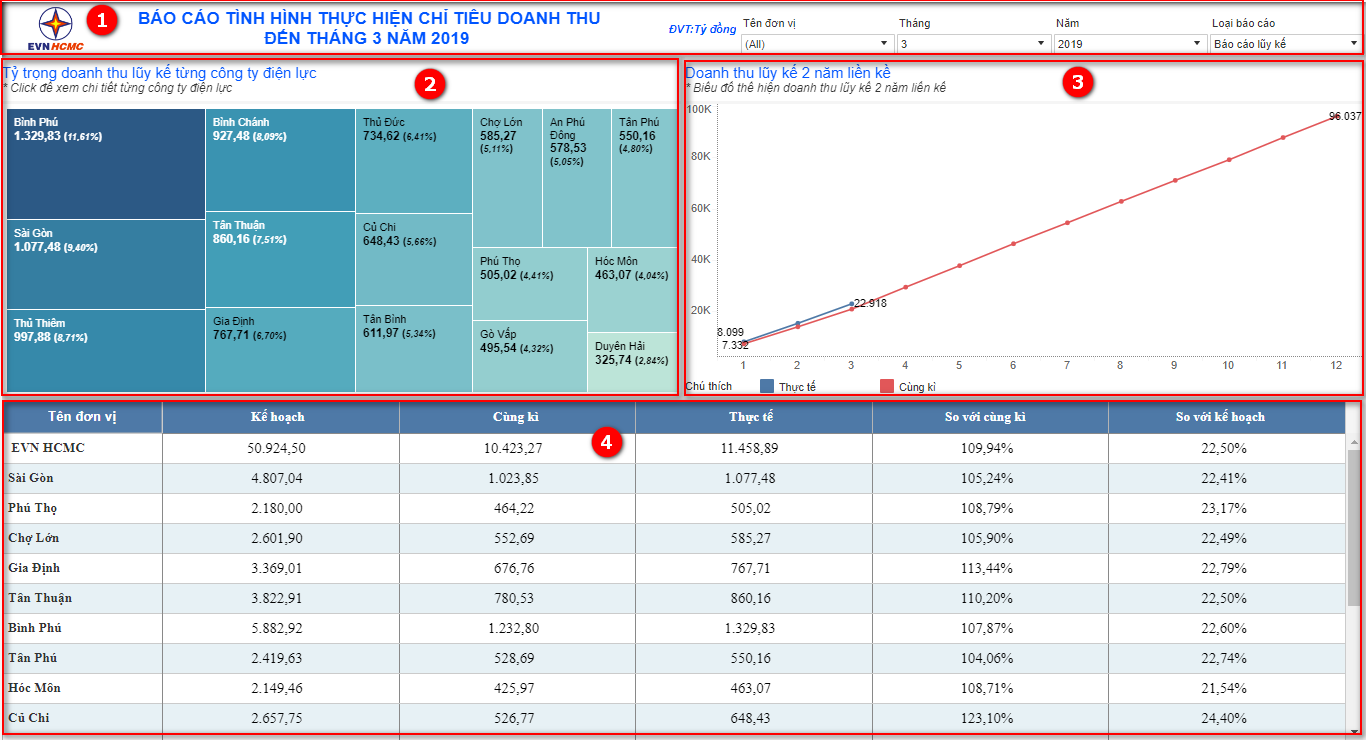 1
EVNHCMC
BÁO CÁO TÌNH HÌNH THỰC HIỆN CHỈ TIÊU DOANH THU
ĐẾN THÁNG 3 NĂM 2019
ĐVT:Tỷ đồng
Tên đơn vị
(All)
Tháng
3
Năm
2019
Loại báo cáo
Báo cáo lũy kế
Tỷ trọng doanh thu lũy kế từng công ty điện lực
2
* Click để xem chi tiết từng công ty điện lực
Bình Phú
1.329,83 (11,61%)
Sài Gòn
1.077,48 (9,40%)
Thủ Thiêm
997,88 (8,71%)
Bình Chánh
927,48 (8,09%)
Tân Thuận
860,16 (7,51%)
Gia Định
767,71 (6,70%)
Thủ Đức
734,62 (6,41%)
Củ Chi
648,43 (5,66%)
Tân Bình
611,97 (5,34%)
Chợ Lớn
585,27
(5,11%)
An Phú
Đông
578,53
(5,05%)
Tân Phú
550,16
(4,80%)
Phú Thọ
505,02 (4,41%)
Gò Vấp
495,54 (4,32%)
Hóc Môn
463,07 (4,04%)
Duyên Hải
325,74 (2,84%)
Doanh thu lũy kế 2 năm liền kề
3
* Biểu đồ thể hiện doanh thu lũy kế 2 năm liền kề
100K
80K
60K
40K
20K
96.037
22.918
8.099
7.332
1 2 3 4 5 6 7 8 9 10 11 12
Chú thích Thực tế Cùng kì
4
Tên đơn vị Kế hoạch Cùng kì Thực tế So với cùng kì So với kế hoạch
EVN HCMC 50.924,50 10.423,27 11.458,89 109,94% 22,50%
Sài Gòn 4.807,04 1.023,85 1.077,48 105,24% 22,41%
Phú Thọ 2.180,00 464,22 505,02 108,79% 23,17%
Chợ Lớn 2.601,90 552,69 585,27 105,90% 22,49%
Gia Định 3.369,01 676,76 767,71 113,44% 22,79%
Tân Thuận 3.822,91 780,53 860,16 110,20% 22,50%
Bình Phú 5.882,92 1.232,80 1.329,83 107,87% 22,60%
Tân Phú 2.419,63 528,69 550,16 104,06% 22,74%
Hóc Môn 2.149,46 425,97 463,07 108,71% 21,54%
Củ Chi 2.657,75 526,77 648,43 123,10% 24,40%